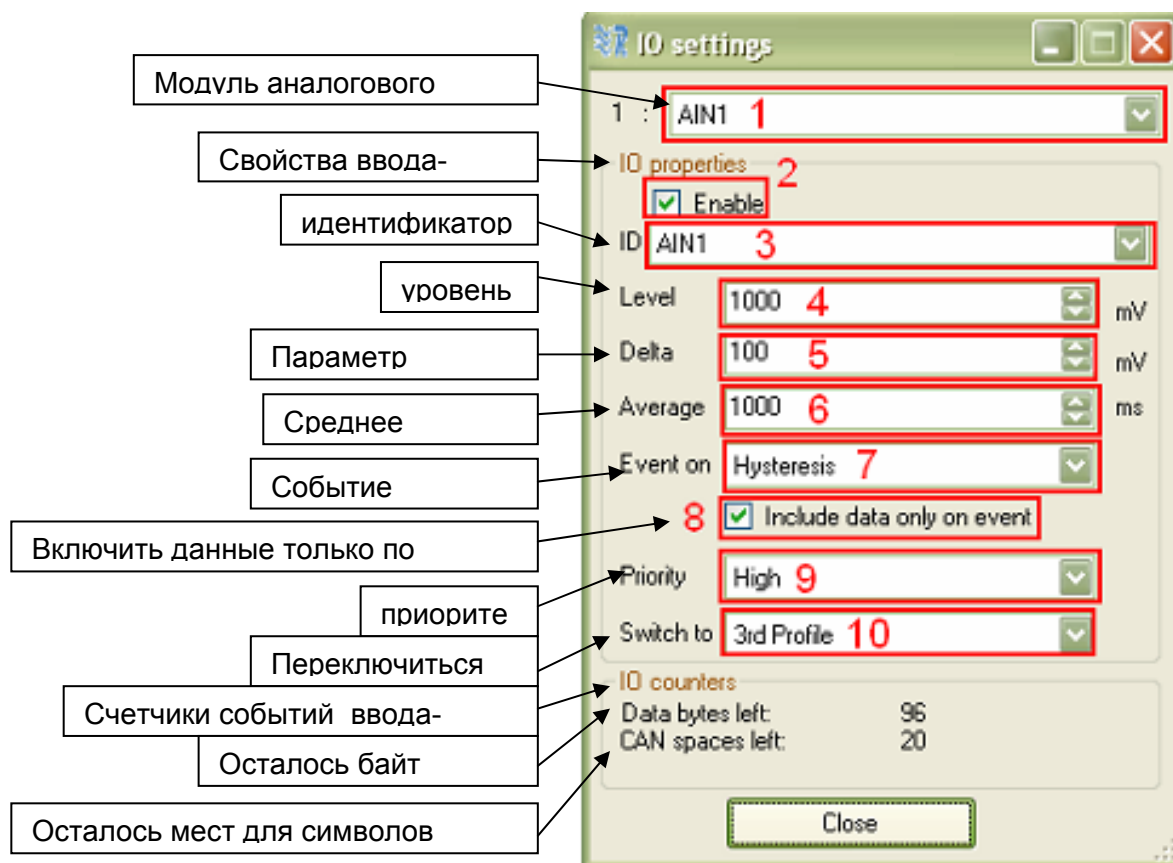 IO settings
Модуль аналогового
1 : AIN1 1
Свойства ввода-
IO properties 2
Enable
идентификатор
ID AIN1 3
уровень
Level 1000 4 mV
Параметр
Delta 100 5 mV
Среднее
Average 1000 6 ms
Событие
Event on Hysteresis 7
8 Include data only on event
Включить данные только по
Priority High 9
приорите
Switch to 3rd Profile 10
Переключиться
IO counters
Счетчики событий ввода-
Data bytes left: 96
CAN spaces left: 20
Осталось байт
Осталось мест для символов
Close